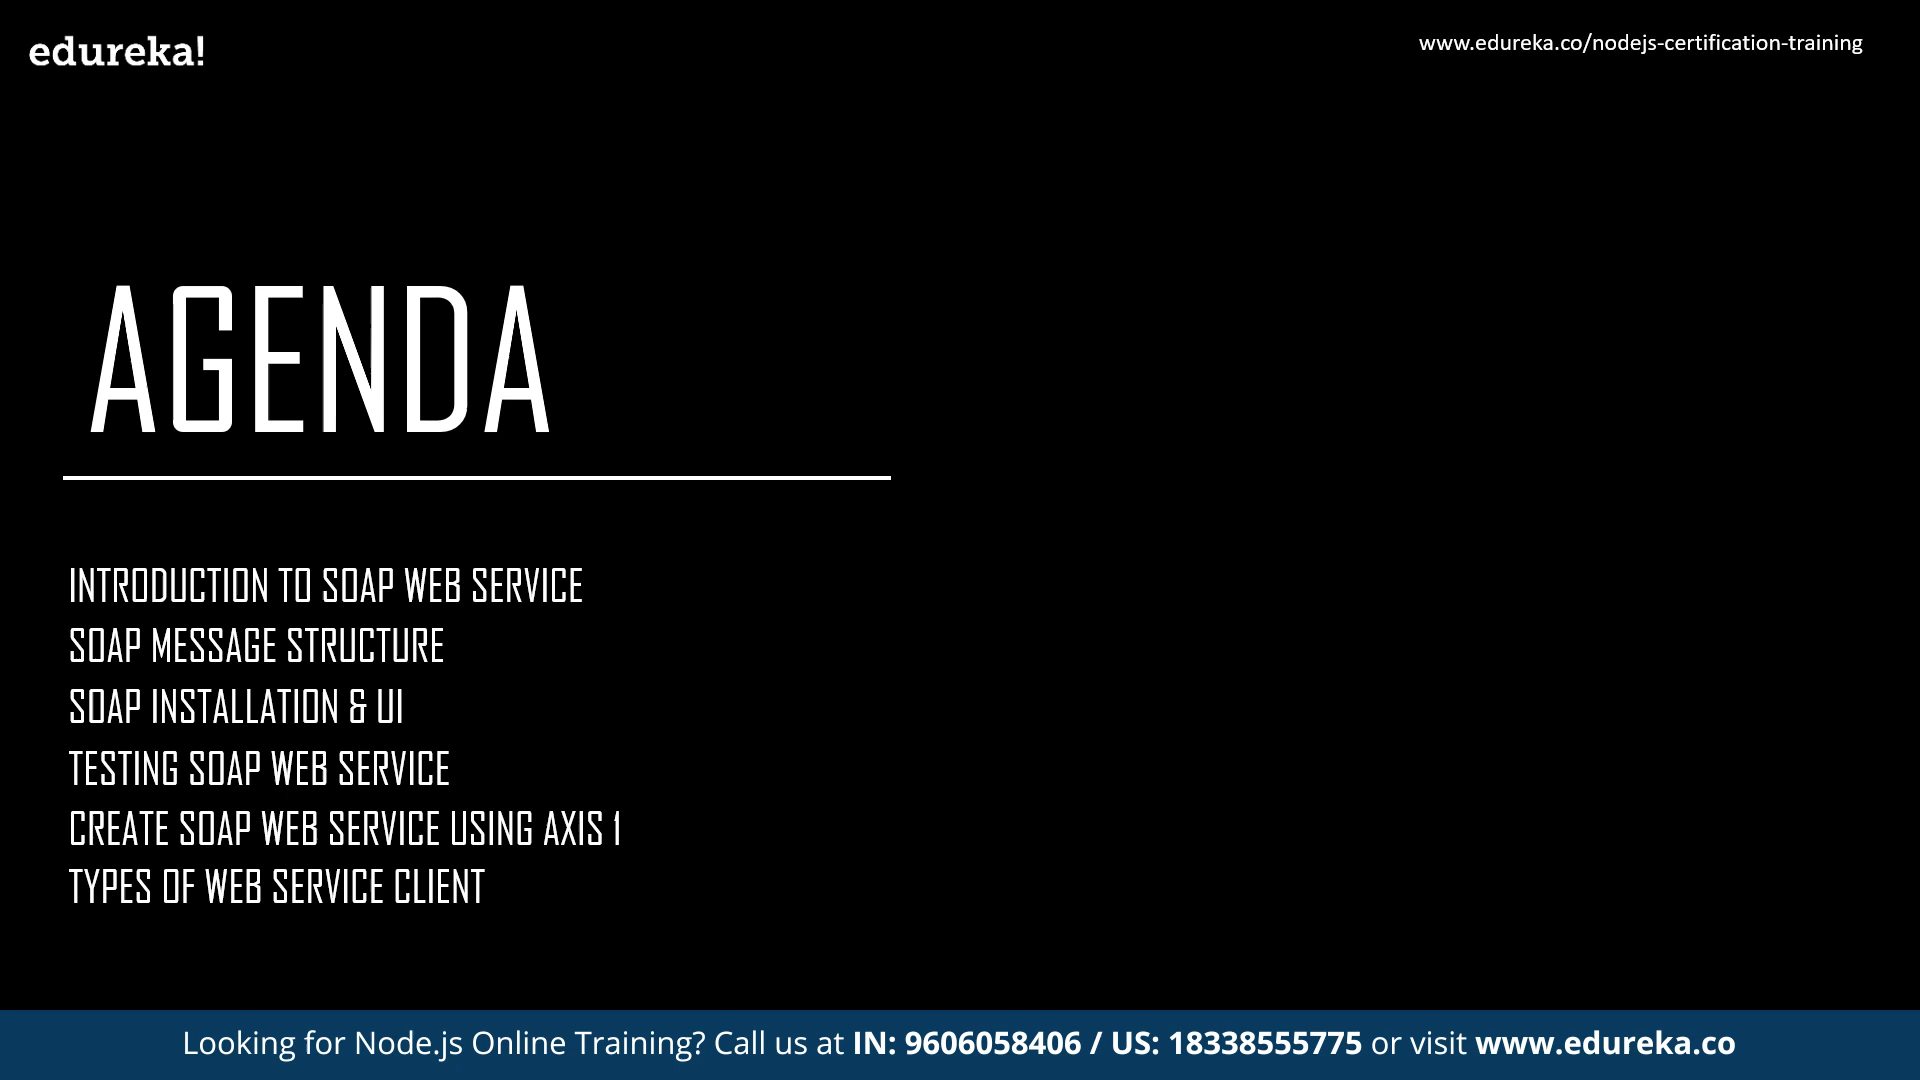 edureka!
www.edureka.co/nodejs-certification-training
AGENDA
INTRODUCTION TO SOAP WEB SERVICE
SOAP MESSAGE STRUCTURE
SOAP INSTALLATION & UI
TESTING SOAP WEB SERVICE
CREATE SOAP WEB SERVICE USING AXIS 1
TYPES OF WEB SERVICE CLIENT
Looking for Node.js Online Training? Call us at IN: 9606058406 / US: 18338555775 or visit www.edureka.co